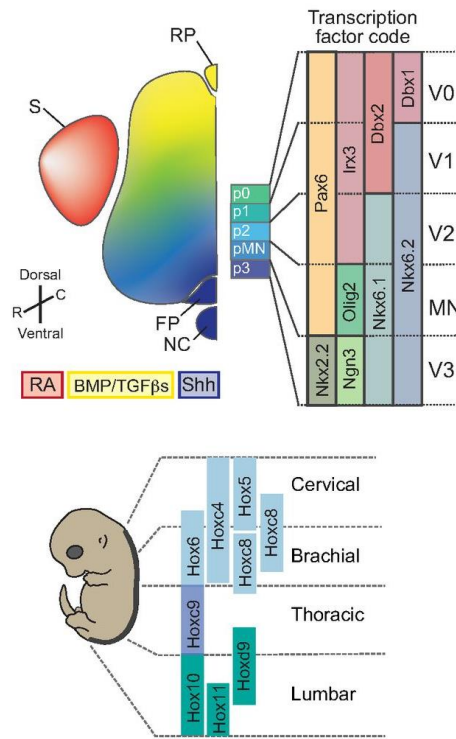 Transcription
factor code
RP
S
p0
p1
p2
pMN
p3
Pax6
Irx3
Dbx2
Dbx1
Nkx6.2
Nkx6.1
Olig2
Nkx2.2
Ngn3
V0
V1
V2
MN
V3
Dorsal
R
C
Ventral
FP
NC
RA
BMP/TGFβs
Shh
Cervical
Brachial
Thoracic
Lumbar
Hox6
Hoxc4
Hox5
Hoxc8
Hoxc8
Hoxc9
Hoxd9
Hox10
Hox11